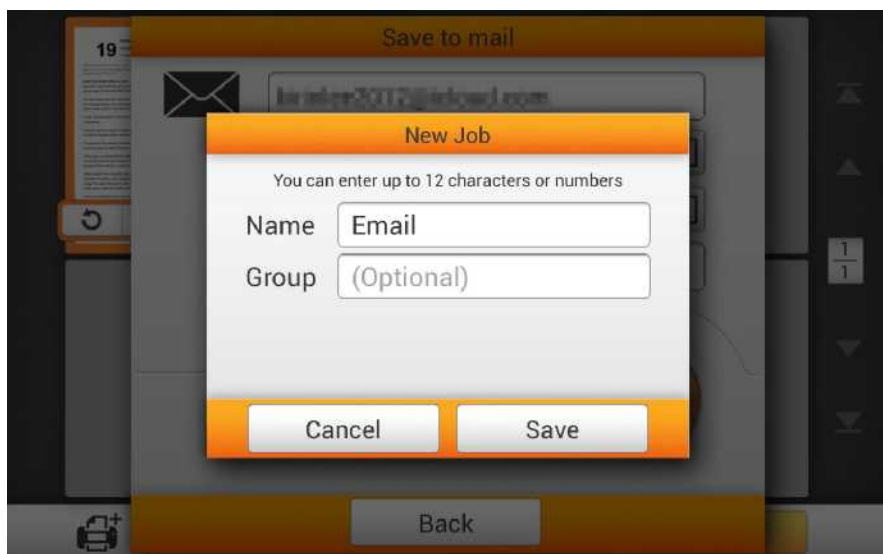 19
Save to mail
New Job
You can enter up to 12 characters or numbers
Name Email
Group (Optional)
Cancel Save
1
1
Back